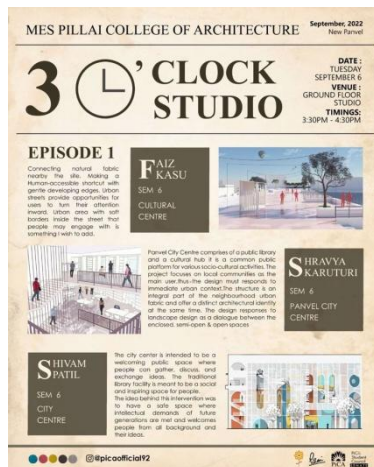 MES PILLAI COLLEGE OF ARCHITECTURE
September, 2022
New Panvel
3 O' CLOCK
STUDIO
DATE :
TUESDAY
SEPTEMBER 6
VENUE :
GROUND FLOOR
STUDIO
TIMINGS:
3:30PM - 4:30PM
EPISODE 1
Connecting natural fabric
nearby the site. Making a
Human-accessible shortcut with
gentle developing edges. Urban
streets provide opportunities for
users to turn their attention
inward. Urban area with soft
borders inside the street that
people may engage with is
something I wish to add.
FAIZ
KASU
SEM 6
CULTURAL
CENTRE
Panvel City Centre comprises of a public library
and a cultural hub it is a common public
platform for various socio-cultural activities. The
project focuses on local communities as the
main user,thus-the design must responds to
immediate urban context.The structure is an
integral part of the neighbourhood urban
fabric and offer a distinct architectural identity
at the same time. The design responses to
landscape design as a dialogue between the
enclosed, semi-open & open spaces
SHRAVYA
KARUTURI
SEM 6
PANVEL CITY
CENTRE
SHIVAM
PATIL
SEM 6
CITY
CENTRE
The city center is intended to be a
welcoming public space where
people can gather, discuss, and
exchange ideas. The traditional
library facility is meant to be a social
and inspiring space for people.
The idea behind this intervention was
to have a safe space where
intellectual demands of future
generations are met and welcomes
people from all background and
their ideas.
@picaofficial92
PiCA
PiCA
Student
Council